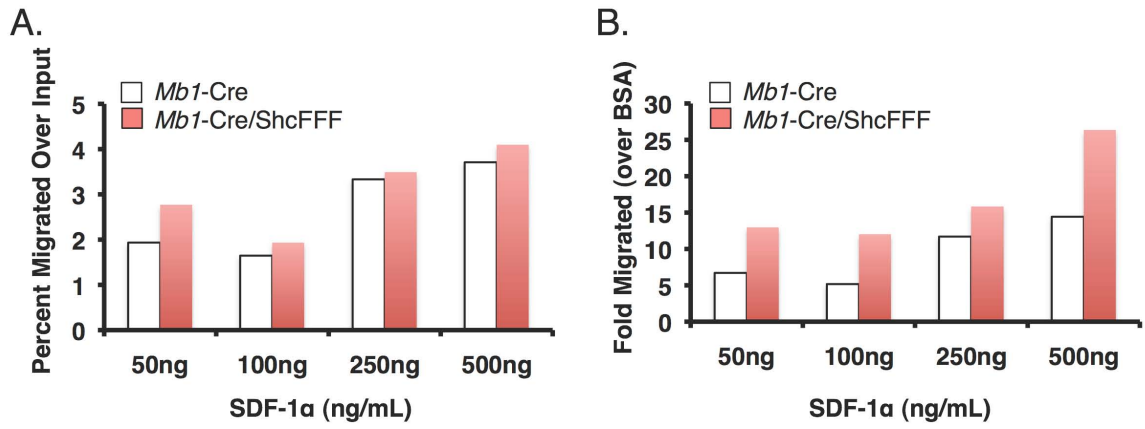 A.
Percent Migrated Over Input
Mb1-Cre
Mb1-Cre/ShcFFF
5
4
3
2
1
0
50ng 100ng 250ng 500ng
SDF-1α (ng/mL)
B.
Fold Migrated (over BSA)
Mb1-Cre
Mb1-Cre/ShcFFF
30
25
20
15
10
5
0
50ng 100ng 250ng 500ng
SDF-1α (ng/mL)